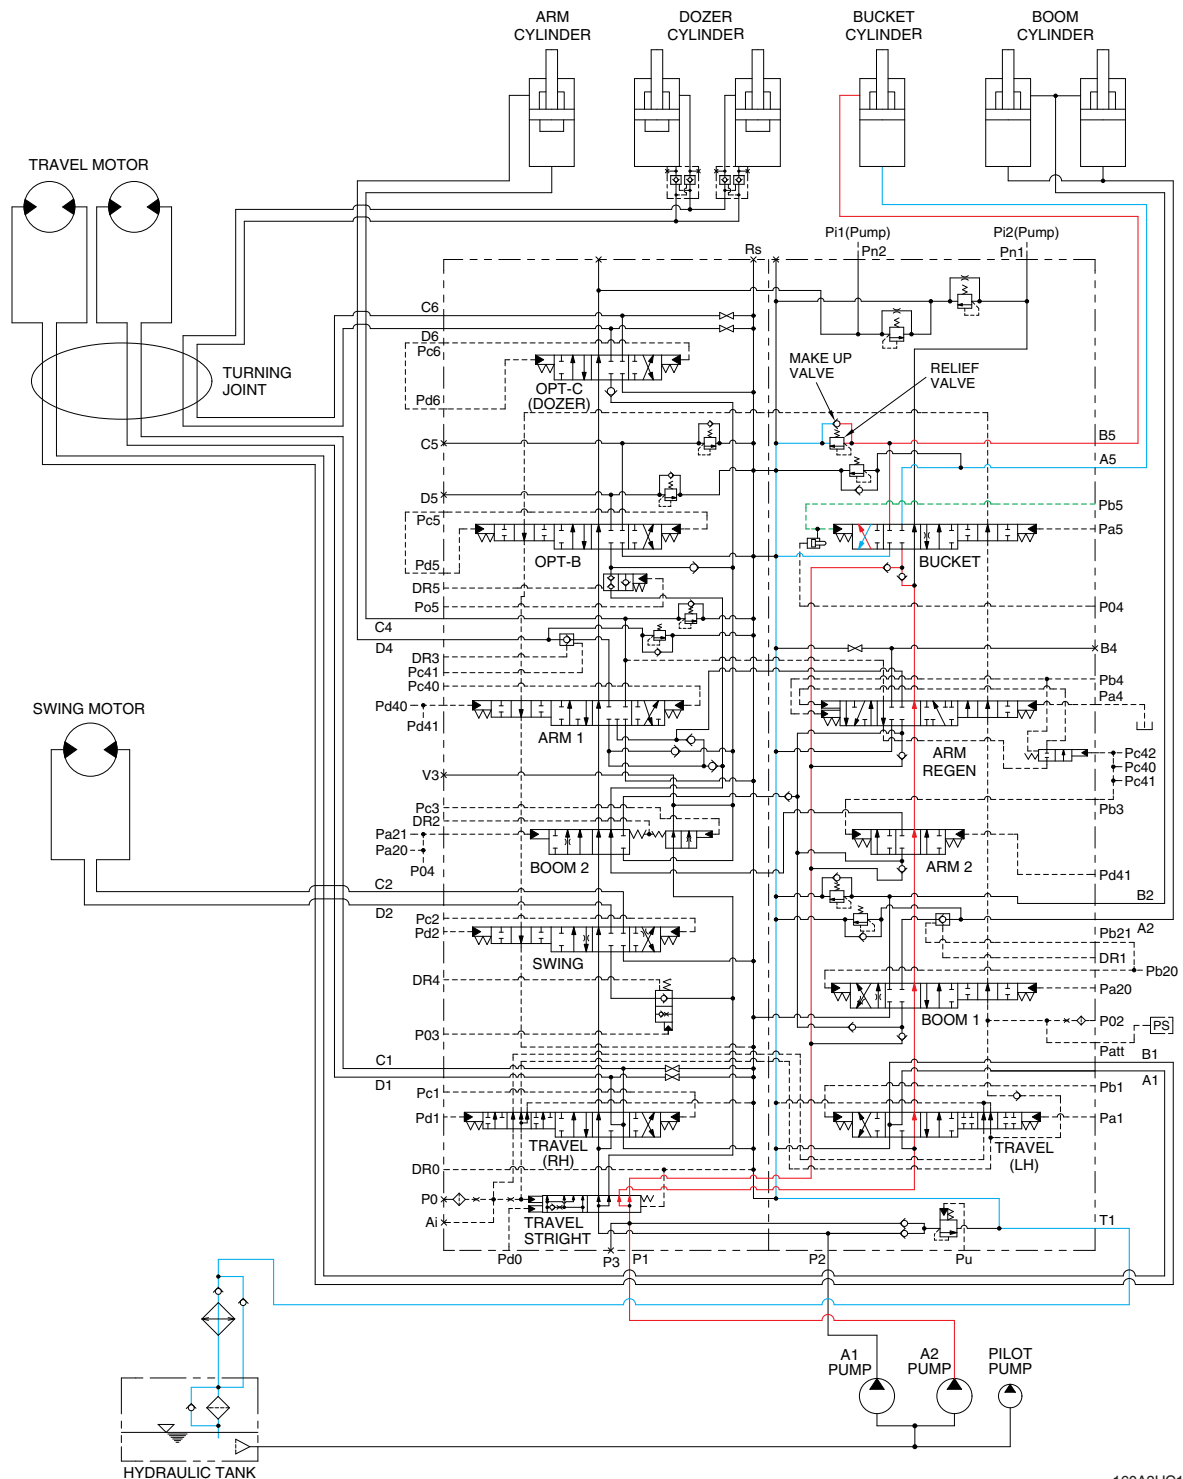 ARM
CYLINDER
DOZER
CYLINDER
BUCKET
CYLINDER
BOOM
CYLINDER
TRAVEL MOTOR
TURNING
JOINT
Pi1(Pump)
Pn2
Pi2(Pump)
Pn1
Rs
C6
D6
Pc6
Pd6
OPT-C
(DOZER)
MAKE UP
VALVE
RELIEF
VALVE
C5
D5
Pc5
Pd5
OPT-B
B5
A5
Pb5
Pa5
BUCKET
DR5
Po5
P04
C4
D4
DR3
Pc41
Pc40
Pd40
Pd41
ARM 1
B4
Pb4
Pa4
ARM
REGEN
Pc42
Pc40
Pc41
SWING MOTOR
V3
Pc3
DR2
Pa21
Pa20
P04
BOOM 2
Pb3
ARM 2
Pd41
C2
D2
Pc2
Pd2
SWING
B2
A2
Pb21
DR1
Pb20
Pa20
BOOM 1
DR4
P03
P02
PS
Patt
C1
D1
Pc1
Pd1
TRAVEL
(RH)
B1
A1
Pb1
Pa1
TRAVEL
(LH)
DR0
P0
Ai
TRAVEL
STRIGHT
T1
Pd0
P3
P1
P2
Pu
A1
PUMP
A2
PUMP
PILOT
PUMP
HYDRAULIC TANK